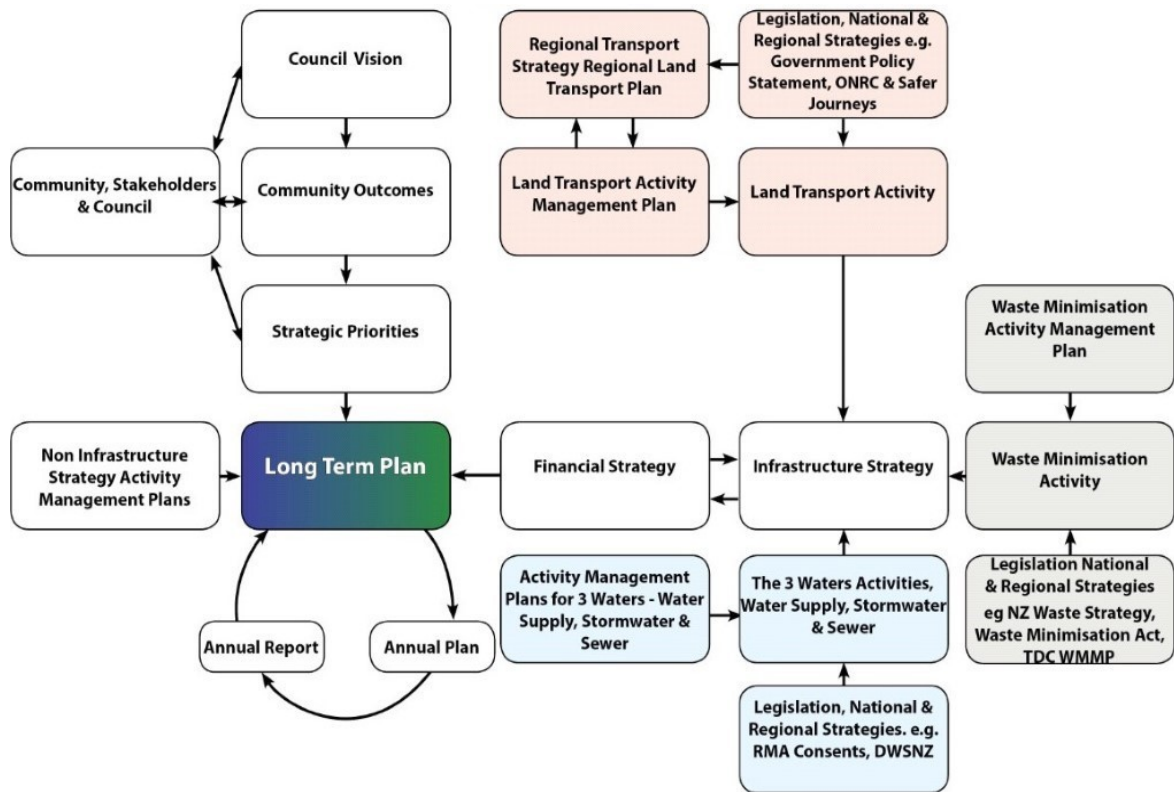 Council Vision
Regional Transport
Strategy Regional Land
Transport Plan
Legislation, National &
Regional Strategies e.g.
Government Policy
Statement, ONRC & Safer
Journeys
Community, Stakeholders
& Council
Community Outcomes
Land Transport Activity
Management Plan
Land Transport Activity
Strategic Priorities
Waste Minimisation
Activity Management
Plan
Non Infrastructure
Strategy Activity
Management Plans
Long Term Plan
Financial Strategy
Infrastructure Strategy
Waste Minimisation
Activity
Activity Management
Plans for 3 Waters - Water
Supply, Stormwater &
Sewer
The 3 Waters Activities,
Water Supply, Stormwater
& Sewer
Legislation National
& Regional Strategies
eg NZ Waste Strategy,
Waste Minimisation Act,
TDC WMMP
Annual Report
Annual Plan
Legislation, National &
Regional Strategies. e.g.
RMA Consents, DWSNZ